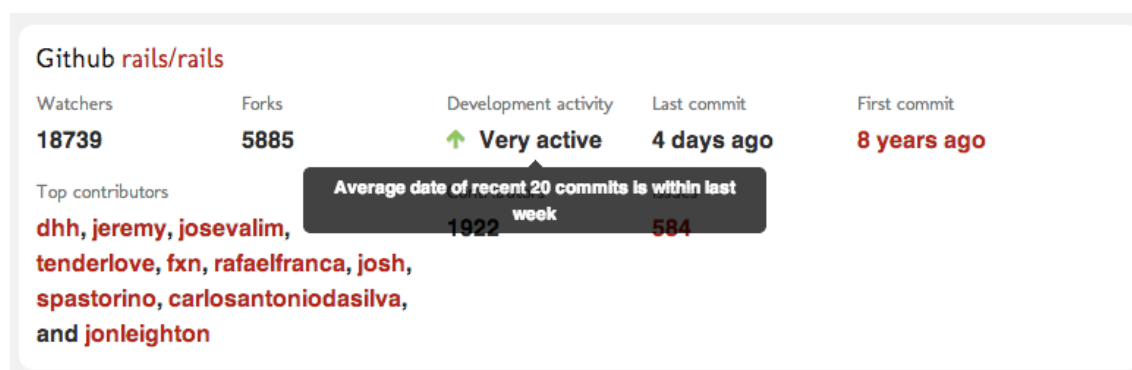 Github rails/rails
Watchers Forks Development activity Last commit First commit
18739 5885 Very active 4 days ago 8 years ago
Average date of recent 20 commits is within last
week
Top contributors Contributors Issues
dhh, jeremy, josevalim, 1922 584
tenderlove, fxn, rafaelfranca, josh,
spastorino, carlosantoniodasilva,
and jonleighton